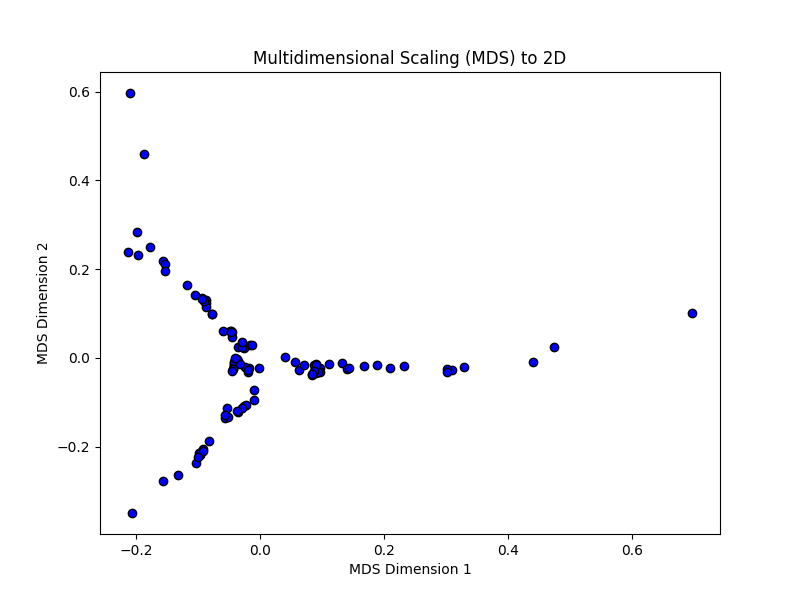 Multidimensional Scaling (MDS) to 2D
0.6
0.4
0.2
0.0
−0.2
MDS Dimension 2
−0.2 0.0 0.2 0.4 0.6
MDS Dimension 1